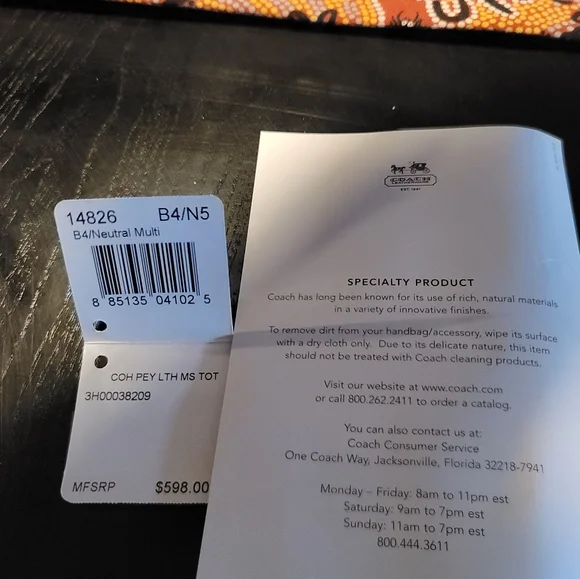 14826 B4/N5
B4/Neutral Multi
8 85135 04102 5
COH PEY LTH MS TOT
3H00038209
MFSRP $598.00
COACH
EST. 1941
SPECIALTY PRODUCT
Coach has long been known for its use of rich, natural materials
in a variety of innovative finishes.
To remove dirt from your handbag/accessory, wipe its surface
with a dry cloth only. Due to its delicate nature, this item
should not be treated with Coach cleaning products.
Visit our website at www.coach.com
or call 800.262.2411 to order a catalog.
You can also contact us at:
Coach Consumer Service
One Coach Way, Jacksonville, Florida 32218-7941
Monday – Friday: 8am to 11pm est
Saturday: 9am to 7pm est
Sunday: 11am to 7pm est
800.444.3611